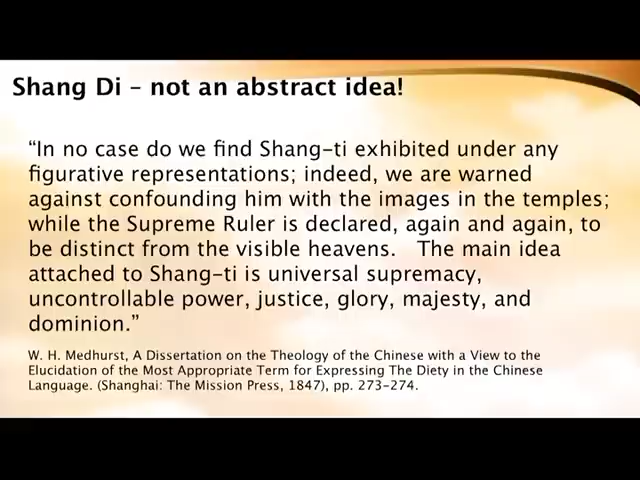 Shang Di – not an abstract idea!
“In no case do we find Shang-ti exhibited under any
figurative representations; indeed, we are warned
against confounding him with the images in the temples;
while the Supreme Ruler is declared, again and again, to
be distinct from the visible heavens.   The main idea
attached to Shang-ti is universal supremacy,
uncontrollable power, justice, glory, majesty, and
dominion.”
W. H. Medhurst, A Dissertation on the Theology of the Chinese with a View to the
Elucidation of the Most Appropriate Term for Expressing The Diety in the Chinese
Language. (Shanghai: The Mission Press, 1847), pp. 273-274.